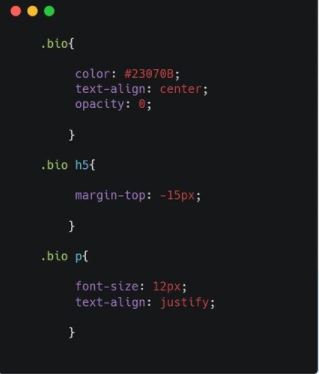 .bio{
color: #23070B;
text-align: center;
opacity: 0;
}
.bio h5{
margin-top: -15px;
}
.bio p{
font-size: 12px;
text-align: justify;
}